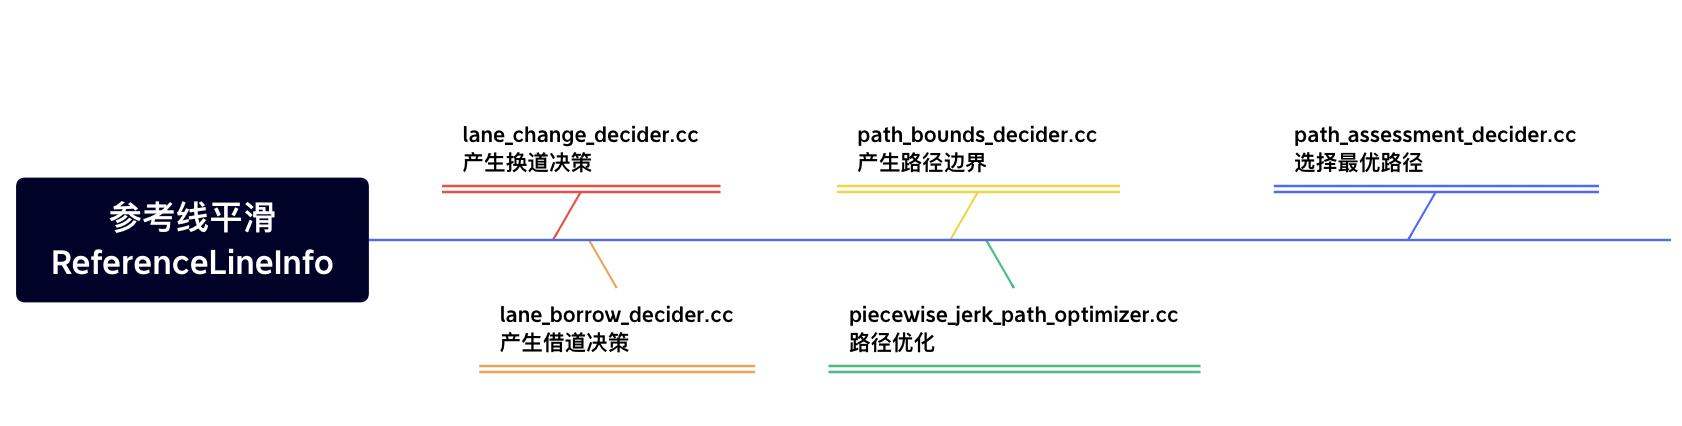 参考线平滑
ReferenceLineInfo
lane_change_decider.cc
产生换道决策
lane_borrow_decider.cc
产生借道决策
path_bounds_decider.cc
产生路径边界
piecewise_jerk_path_optimizer.cc
路径优化
path_assessment_decider.cc
选择最优路径